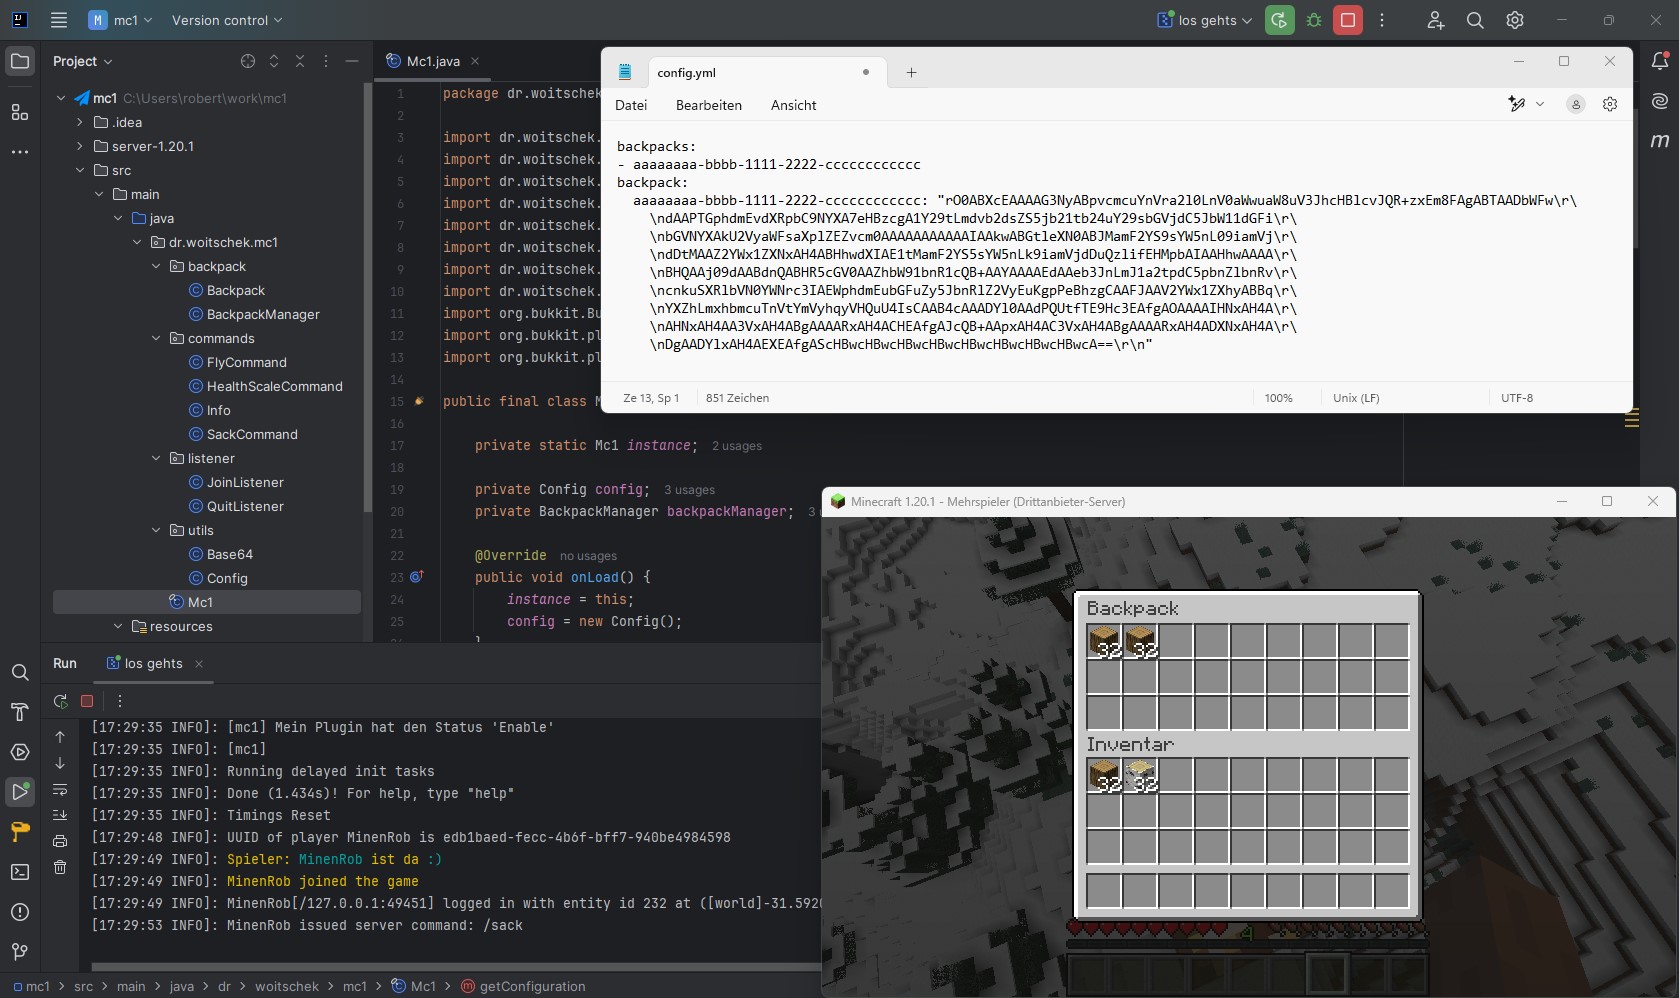 M mc1
Version control
los gehts
Project
mc1 C:\Users\robert\work\mc1
.idea
server-1.20.1
src
main
java
dr.woitschek.mc1
backpack
Backpack
BackpackManager
commands
FlyCommand
HealthScaleCommand
Info
SackCommand
listener
JoinListener
QuitListener
utils
Base64
Config
Mc1
resources
Mc1.java
1 package dr.woitschek
2
3 import dr.woitschek.
4 import dr.woitschek.
5 import dr.woitschek.
6 import dr.woitschek.
7 import dr.woitschek.
8 import dr.woitschek.
9 import dr.woitschek.
10 import dr.woitschek.
11 import org.bukkit.Bu
12 import org.bukkit.pl
13 import org.bukkit.pl
14
15 public final class M
16
17 private static Mc1 instance; 2 usages
18
19 private Config config; 3 usages
20 private BackpackManager backpackManager; 3
21
22 @Override no usages
23 public void onLoad() {
24 instance = this;
25 config = new Config();
config.yml
Datei Bearbeiten Ansicht
backpacks:
- aaaaaaaa-bbbb-1111-2222-cccccccccccc
backpack:
aaaaaaaa-bbbb-1111-2222-cccccccccccc: "rO0ABXcEAAAAG3NyABpvcmcuYnVra2l0LnV0aWwuaW8uV3JhcHBlcvJQR+zxEm8FAgABTAADbWFw\r\
\ndAAPTGphdmEvdXRpbC9NYXA7eHBzcgA1Y29tLmdvb2dsZS5jb21tb24uY29sbGVjdC5JbW11dGFi\r\
\nbGVNYXAkU2VyaWFsaXplZEZvcm0AAAAAAAAAAAIAAkwABGtleXN0ABJMamF2YS9sYW5nL09iamVj\r\
\ndDtMAAZ2YWx1ZXNxAH4ABHhwdXIAE1tMamF2YS5sYW5nLk9iamVjdDuQzlifEHMpbAIAAHhwAAAA\r\
\nBHQAAj09dAABdnQABHR5cGV0AAZhbW91bnR1cQB+AAYAAAAEdAAeb3JnLmJ1a2tpdC5pbnZlbnRv\r\
\ncnkuSXRlbVN0YWNrc3IAEWphdmEubGFuZy5JbnRlZ2VyEuKgpPeBhzgCAAFJAAV2YWx1ZXhyABBq\r\
\nYXZhLmxhbmcuTnVtYmVyhqyVHQuU4IsCAAB4cAAADYl0AAdPQUtfTE9Hc3EAfgAOAAAAIHNxAH4A\r\
\nAHNxAH4AA3VxAH4ABgAAAARxAH4ACHEAfgAJcQB+AApxAH4AC3VxAH4ABgAAAARxAH4ADXNxAH4A\r\
\nDgAADYlxAH4AEXEAfgAScHBwcHBwcHBwcHBwcHBwcHBwcHBwcHBwcA==\r\n"
Ze 13, Sp 1 851 Zeichen 100% Unix (LF) UTF-8
m
Run los gehts
[17:29:35 INFO]: [mc1] Mein Plugin hat den Status 'Enable'
[17:29:35 INFO]: [mc1]
[17:29:35 INFO]: Running delayed init tasks
[17:29:35 INFO]: Done (1.434s)! For help, type "help"
[17:29:35 INFO]: Timings Reset
[17:29:48 INFO]: UUID of player MinenRob is edb1baed-fecc-4b6f-bff7-940be4984598
[17:29:49 INFO]: Spieler: MinenRob ist da :)
[17:29:49 INFO]: MinenRob joined the game
[17:29:49 INFO]: MinenRob[/127.0.0.1:49451] logged in with entity id 232 at ([world]-31.5920
[17:29:53 INFO]: MinenRob issued server command: /sack
Minecraft 1.20.1 - Mehrspieler (Drittanbieter-Server)
Backpack
32 32
Inventar
32 32
4
mc1 > src > main > java > dr > woitschek > mc1 > Mc1 > getConfiguration